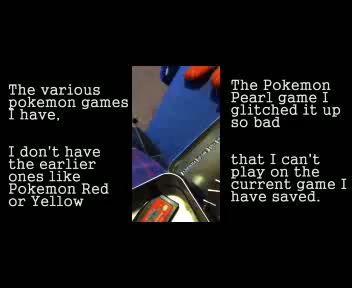 The various
pokemon games
I have,
I don't have
the earlier
ones like
Pokemon Red
or Yellow
The Pokemon
Pearl game I
glitched it up
so bad
that I can't
play on the
current game I
have saved.